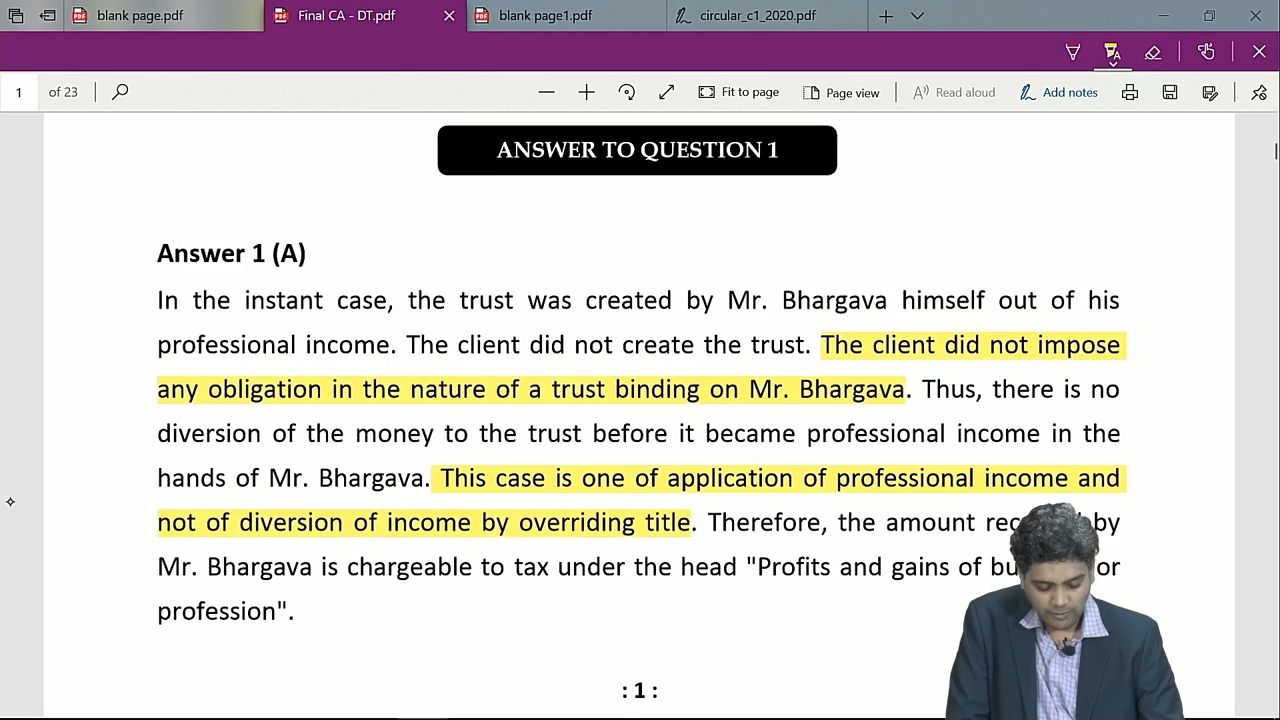 blank page.pdf
Final CA - DT.pdf
blank page1.pdf
circular_c1_2020.pdf
1 of 23
Fit to page
Page view
Read aloud
Add notes
ANSWER TO QUESTION 1
Answer 1 (A)
In the instant case, the trust was created by Mr. Bhargava himself out of his
professional income. The client did not create the trust. The client did not impose
any obligation in the nature of a trust binding on Mr. Bhargava. Thus, there is no
diversion of the money to the trust before it became professional income in the
hands of Mr. Bhargava. This case is one of application of professional income and
not of diversion of income by overriding title. Therefore, the amount by
Mr. Bhargava is chargeable to tax under the head "Profits and gains of or
profession".
: 1 :